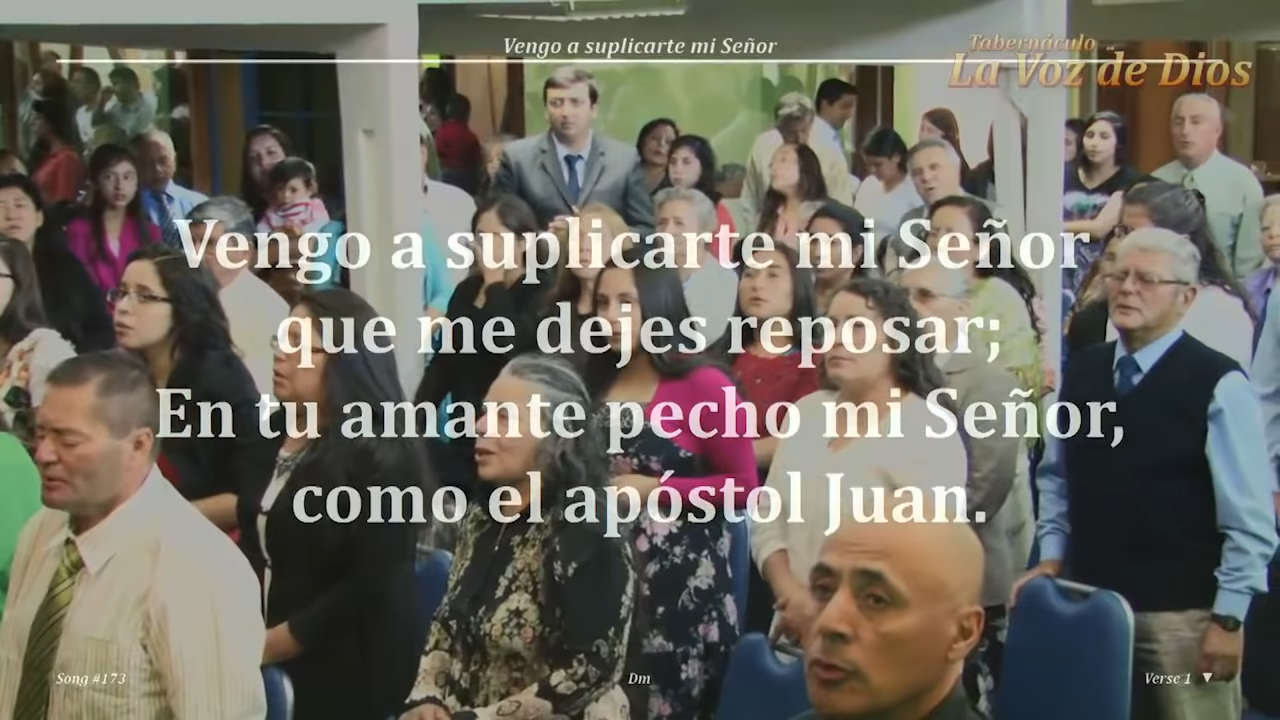 Vengo a suplicarte mi Señor
Tabernáculo
La Voz de Dios
Vengo a suplicarte mi Señor
que me dejes reposar;
En tu amante pecho mi Señor,
como el apóstol Juan.
Song #173
Dm
Verse 1 ▼